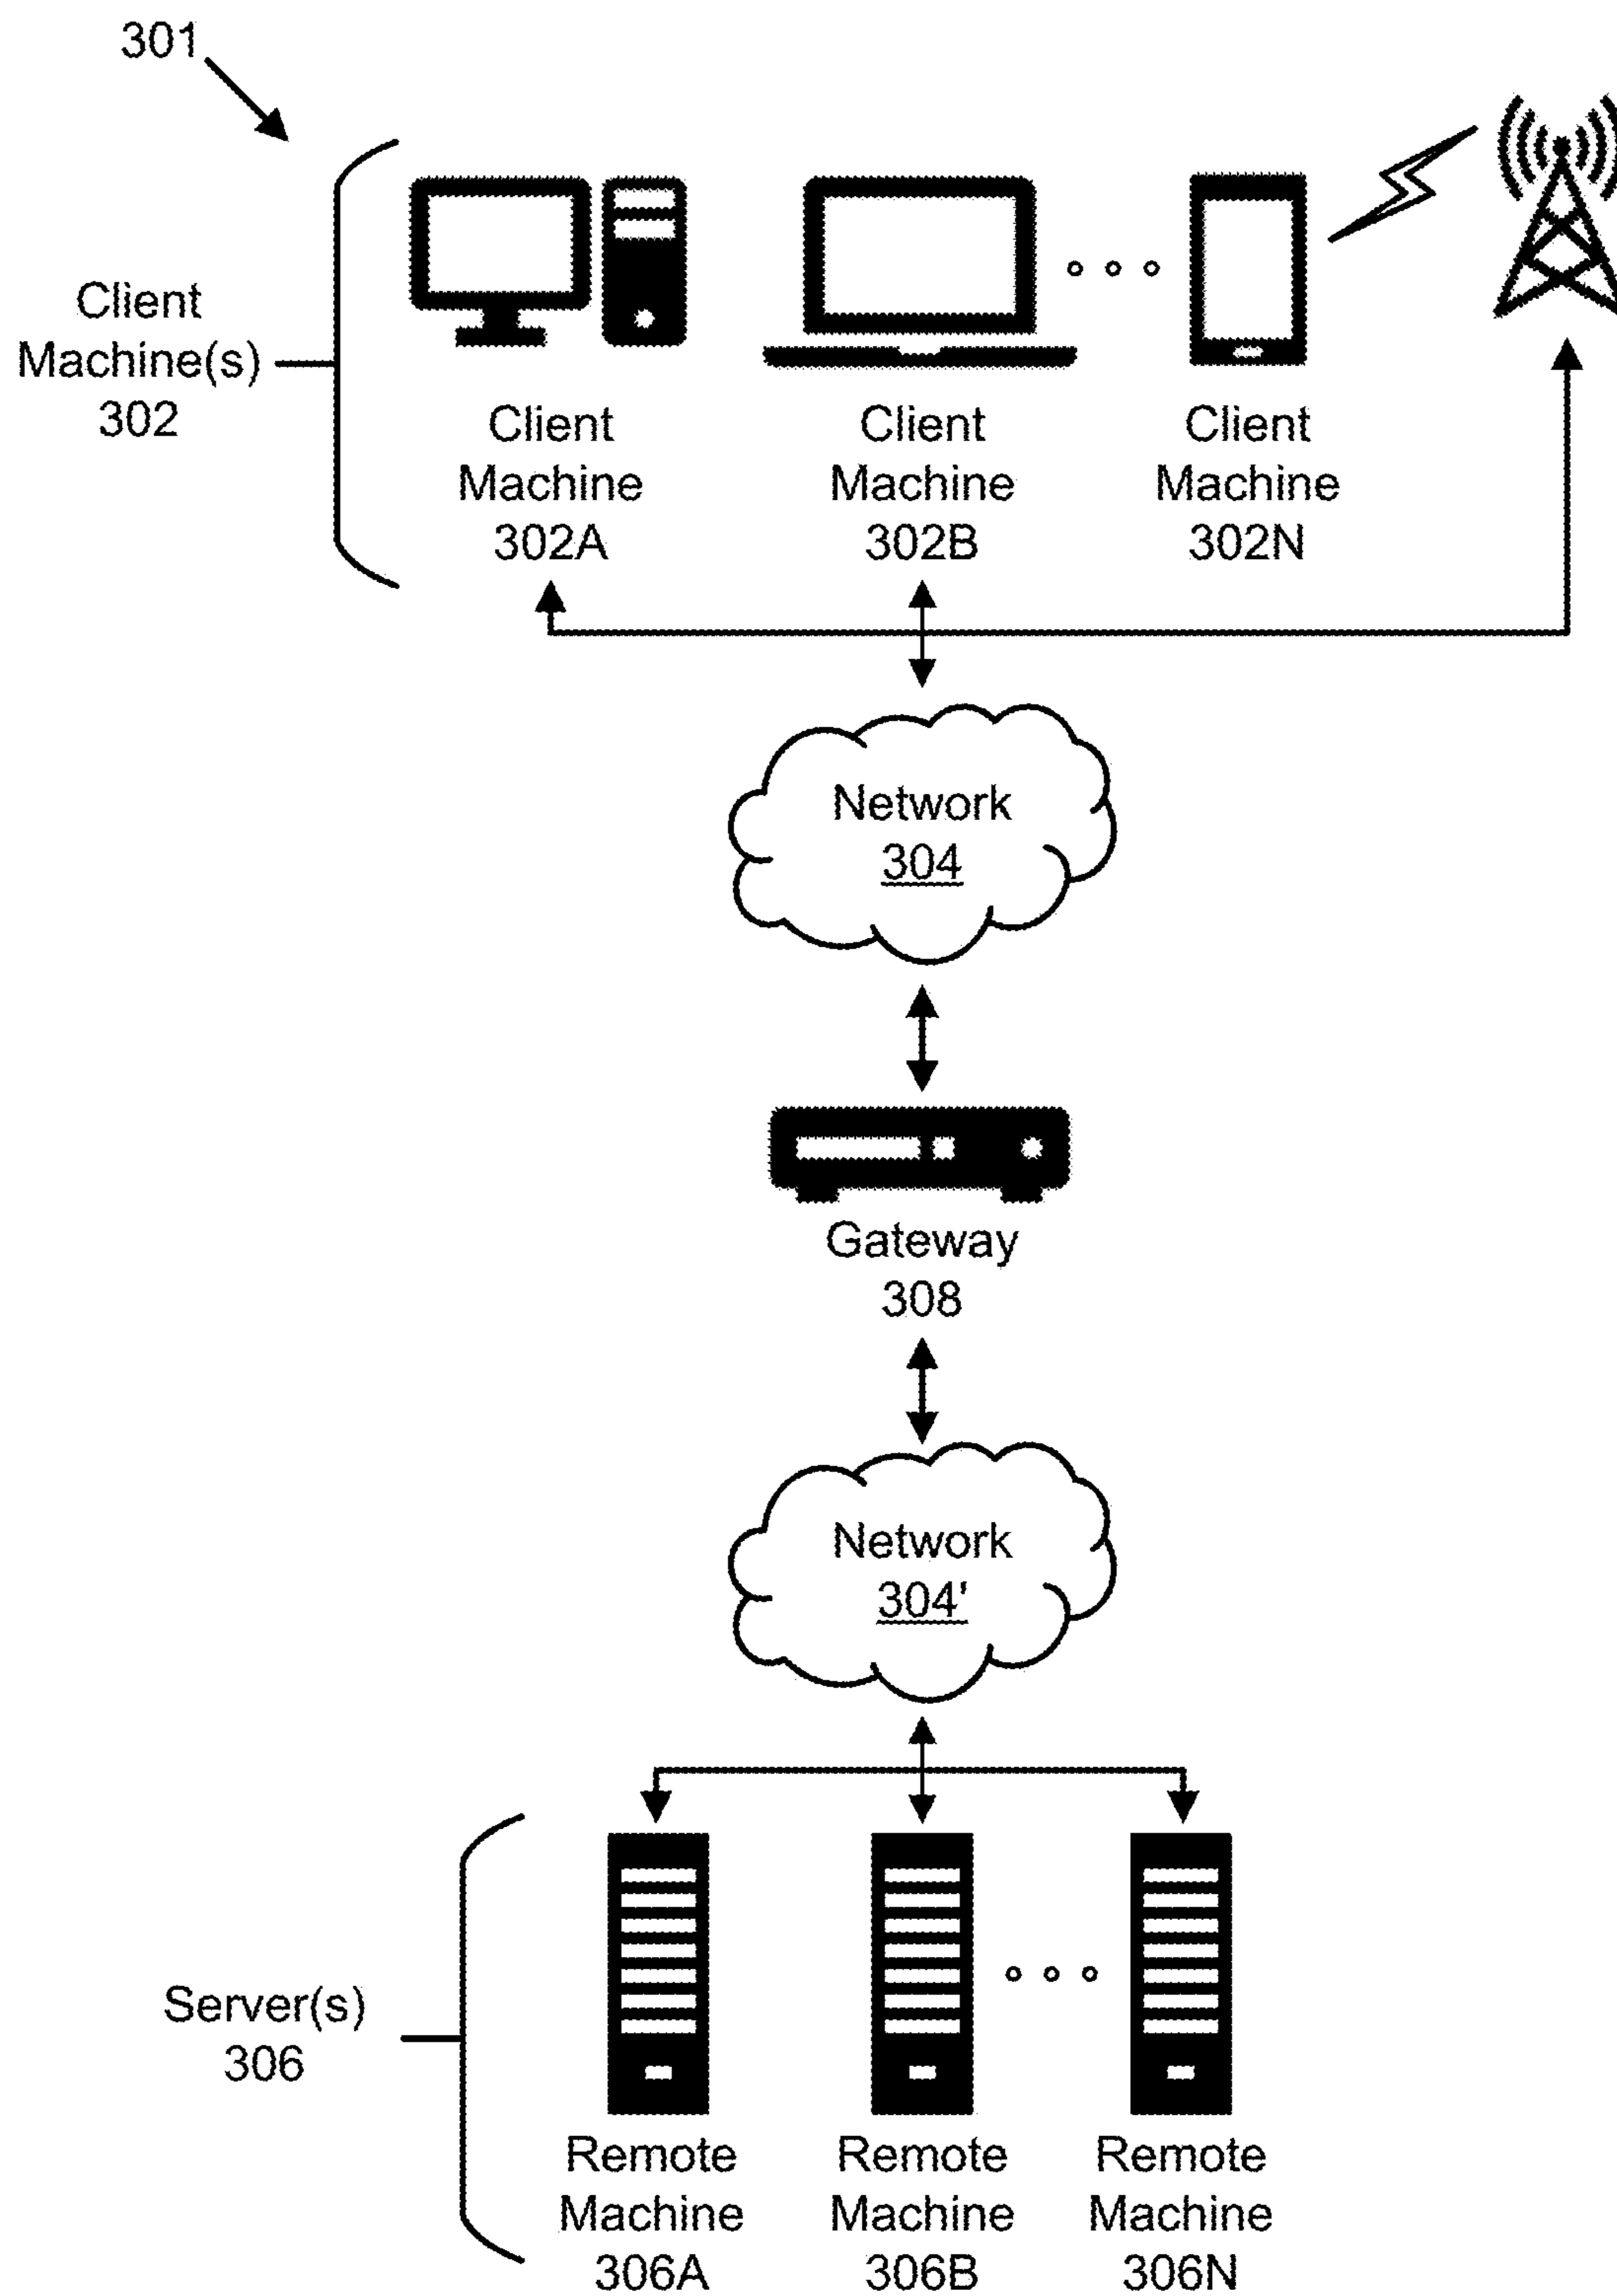 301
Client
Machine(s)
302
Client
Machine
302A
Client
Machine
302B
Client
Machine
302N
Network
304
Gateway
308
Network
304'
Server(s)
306
Remote
Machine
306A
Remote
Machine
306B
Remote
Machine
306N